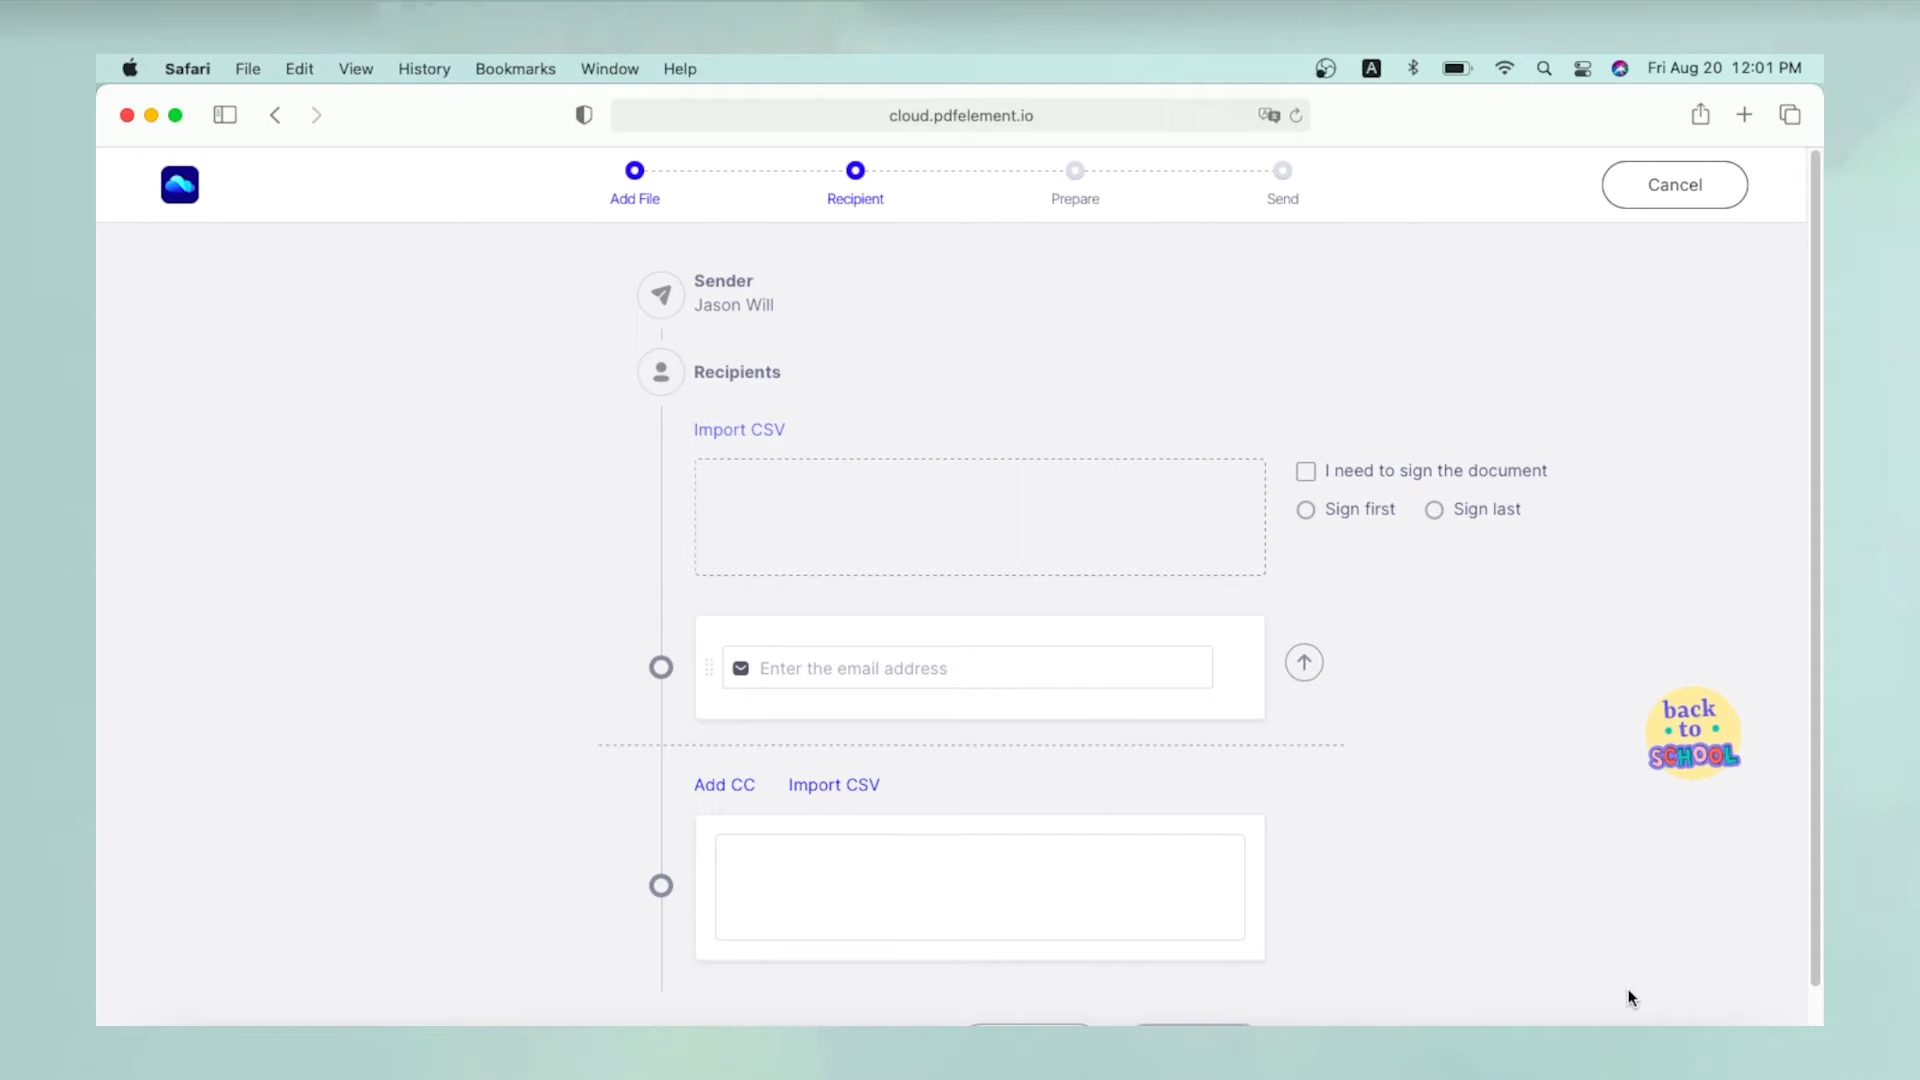 Safari File Edit View History Bookmarks Window Help A Fri Aug 20 12:01 PM
cloud.pdfelement.io
Add File Recipient Prepare Send
Cancel
Sender
Jason Will
Recipients
Import CSV
I need to sign the document
Sign first Sign last
Enter the email address
back
to
SCHOOL
Add CC Import CSV